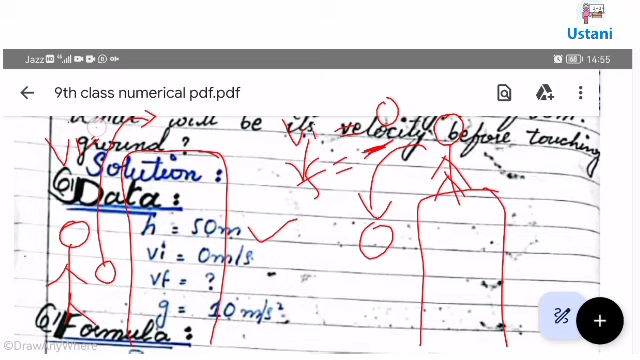 Ustani
Jazz 14:55
9th class numerical pdf.pdf
will be its velocity before touching
ground ?
Solution :
Data :
h = 50m
vi = 0m/s
vf = ?
g = 10 m/s²
Formula :
©DrawAnyWhere